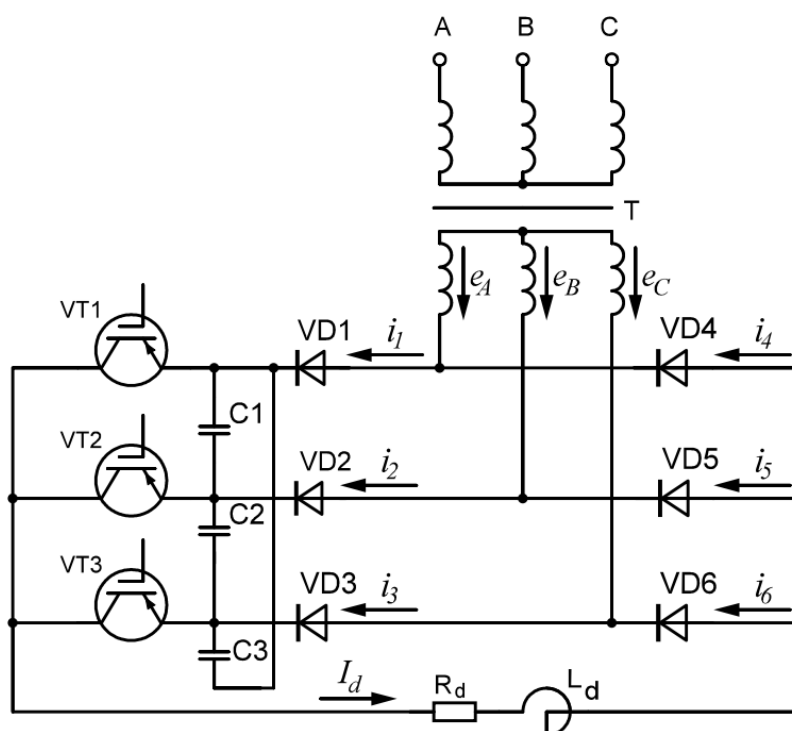 A B C
T
e_A e_B e_C
VT1
VD1 i_1 VD4 i_4
C1
VT2
VD2 i_2 VD5 i_5
C2
VT3
VD3 i_3 VD6 i_6
C3
I_d R_d L_d